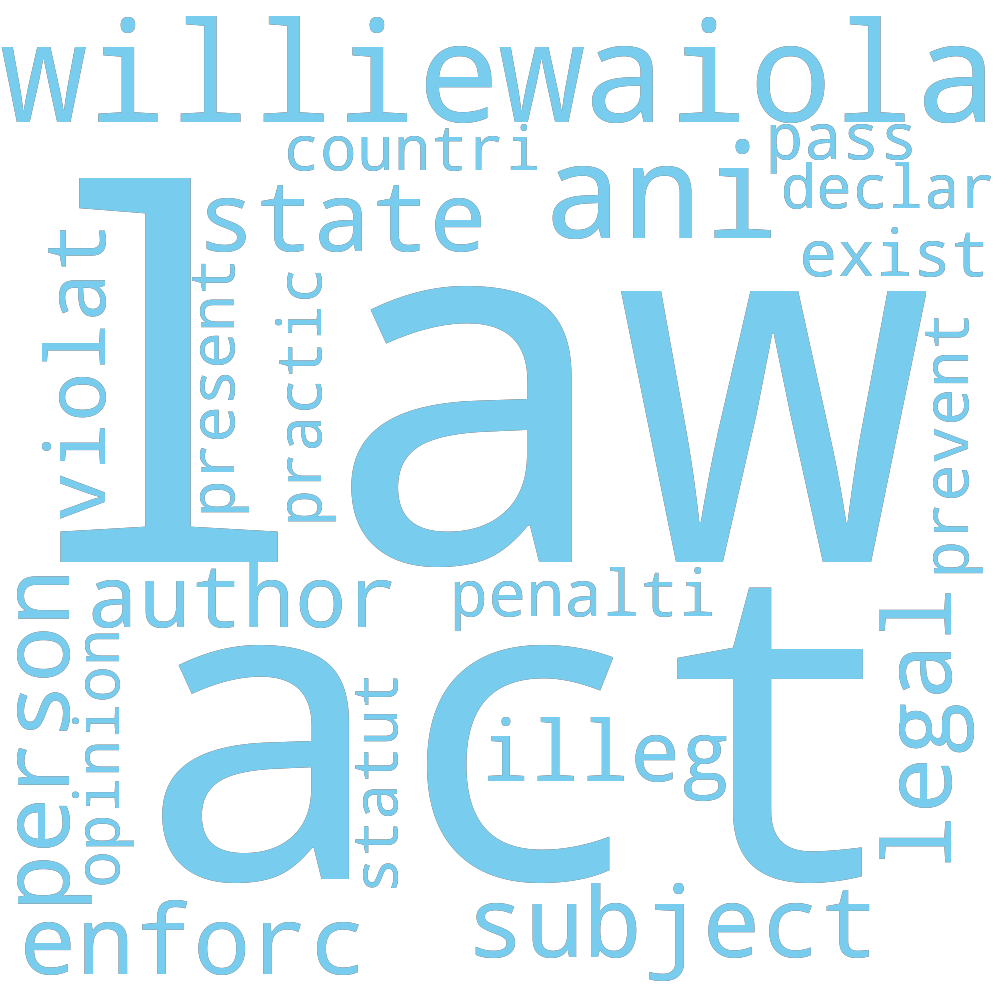 williewaiola
countri
pass
ani
declar
state
exist
violat
present
practic
law
prevent
author
penalti
person
opinion
act
statut
illeg
legal
enforc
subject